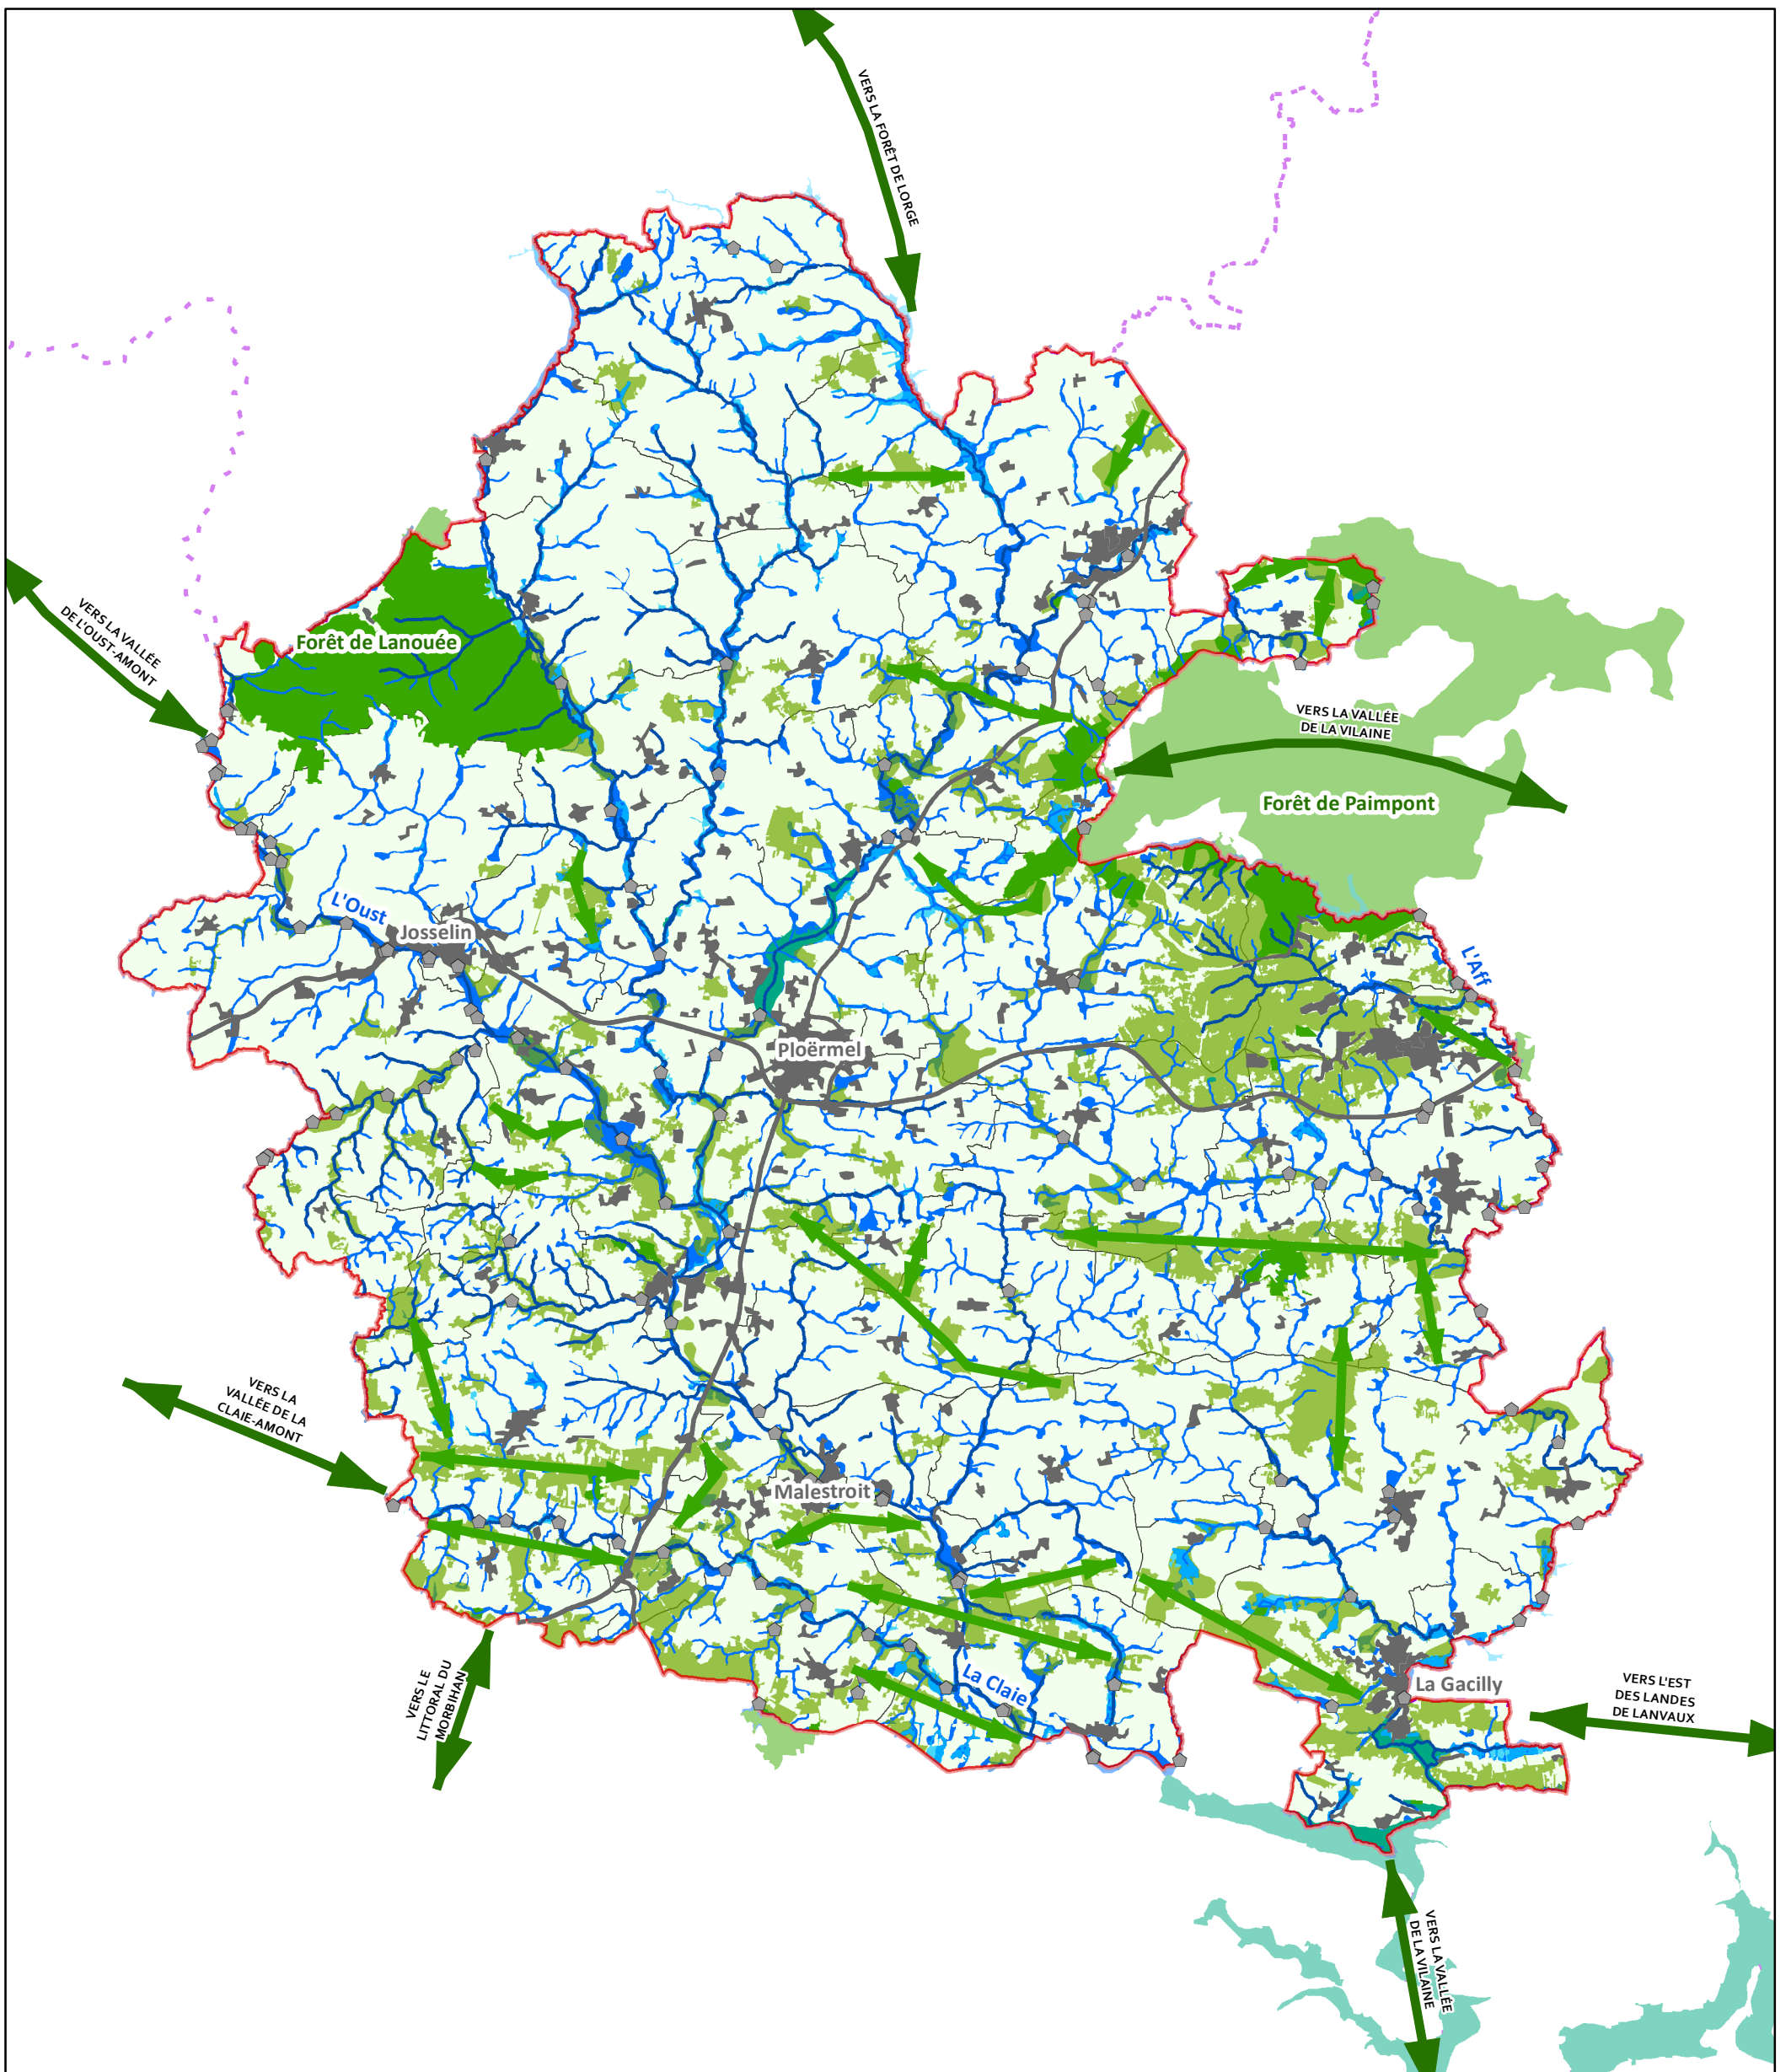 VERS LA FORÊT DE LORGE
VERS LA VALLÉE
DE L'OUST-AMONT
Forêt de Lanouée
VERS LA VALLÉE
DE LA VILAINE
Forêt de Paimpont
L'Oust
Josselin
L'Aff
Ploërmel
VERS LA
VALLÉE DE LA
CLAIE-AMONT
Malestroit
VERS LE
LITTORAL DU
MORBIHAN
La Claie
La Gacilly
VERS L'EST
DES LANDES
DE LANVAUX
VERS LA VALLÉE
DE LA VILAINE